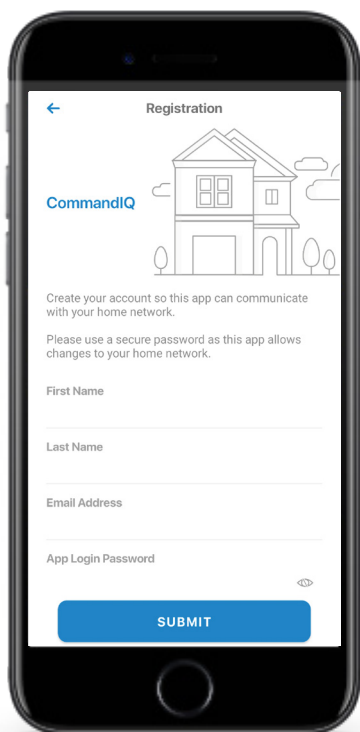 Registration
CommandIQ
Create your account so this app can communicate
with your home network.
Please use a secure password as this app allows
changes to your home network.
First Name
Last Name
Email Address
App Login Password
SUBMIT